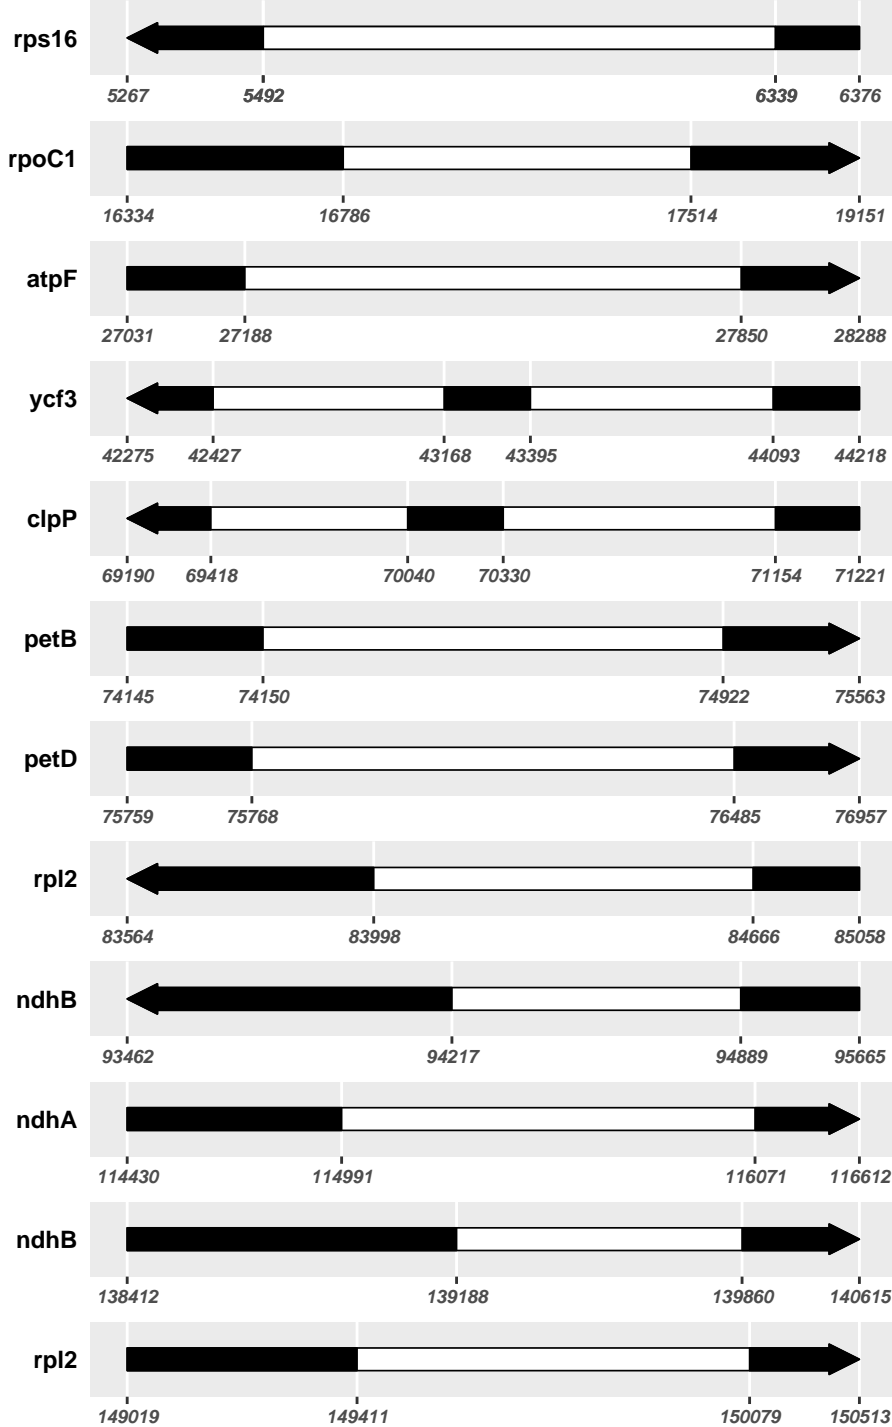 rps16
5267 5492 6339 6376
rpoC1
16334 16786 17514 19151
atpF
27031 27188 27850 28288
ycf3
42275 42427 43168 43395 44093 44218
clpP
69190 69418 70040 70330 71154 71221
petB
74145 74150 74922 75563
petD
75759 75768 76485 76957
rpl2
83564 83998 84666 85058
ndhB
93462 94217 94889 95665
ndhA
114430 114991 116071 116612
ndhB
138412 139188 139860 140615
rpl2
149019 149411 150079 150513